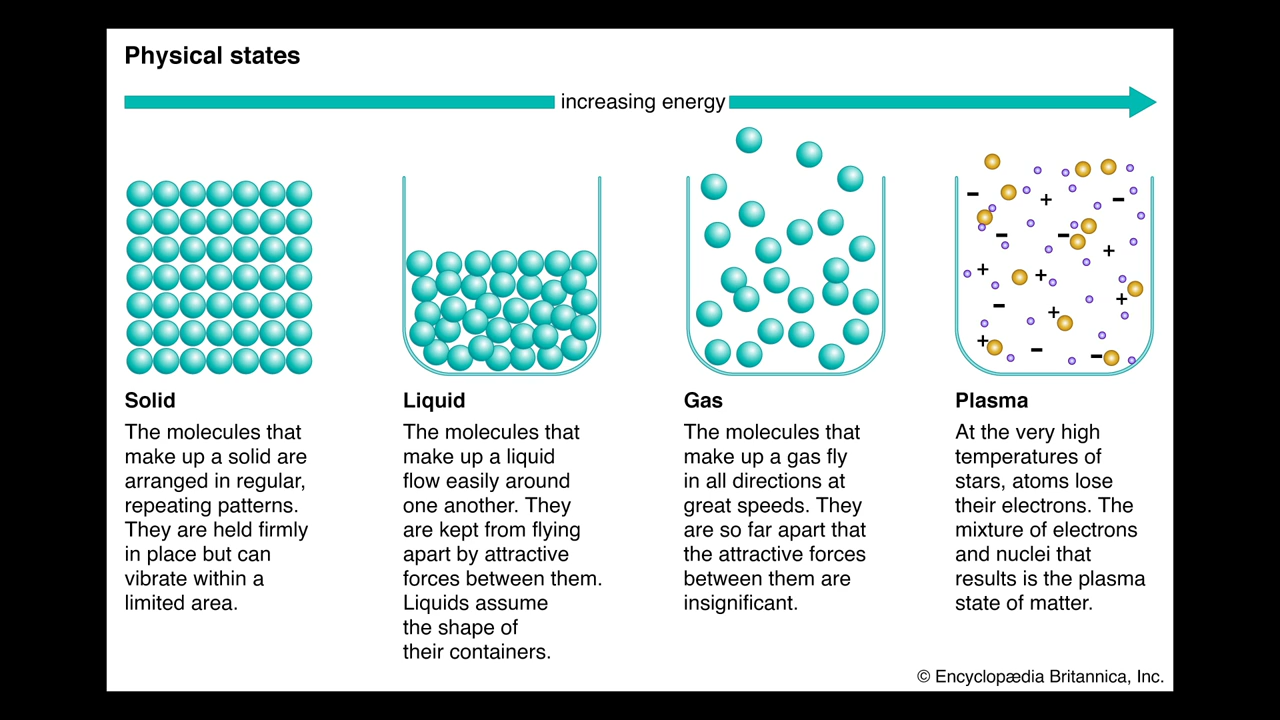 Physical states
increasing energy
Solid
The molecules that
make up a solid are
arranged in regular,
repeating patterns.
They are held firmly
in place but can
vibrate within a
limited area.
Liquid
The molecules that
make up a liquid
flow easily around
one another. They
are kept from flying
apart by attractive
forces between them.
Liquids assume
the shape of
their containers.
Gas
The molecules that
make up a gas fly
in all directions at
great speeds. They
are so far apart that
the attractive forces
between them are
insignificant.
Plasma
At the very high
temperatures of
stars, atoms lose
their electrons. The
mixture of electrons
and nuclei that
results is the plasma
state of matter.
© Encyclopædia Britannica, Inc.